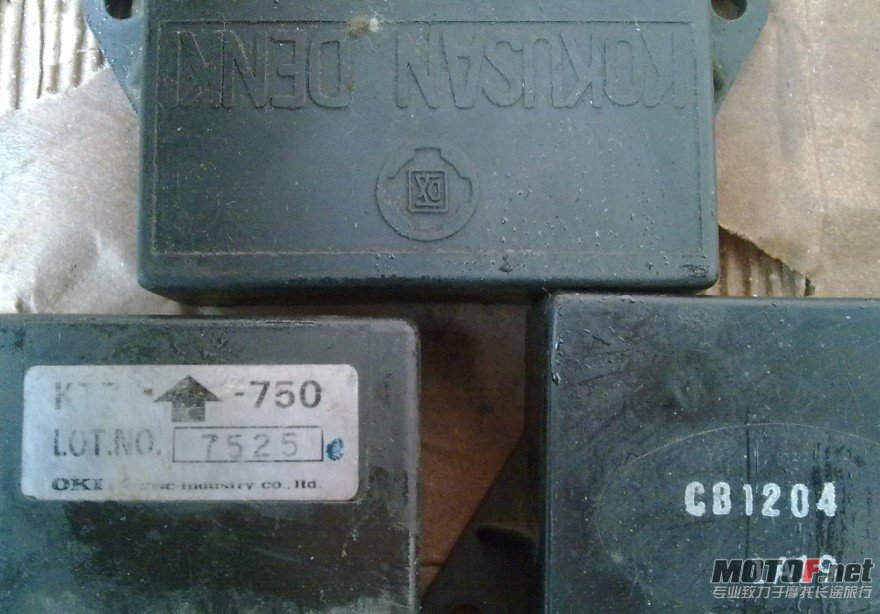 KOKUSAN DENKI
-750
LOT.NO. 7525
OKI Industry co., ltd.
CB1204
MOTOF.net
专业致力于摩托长途旅行